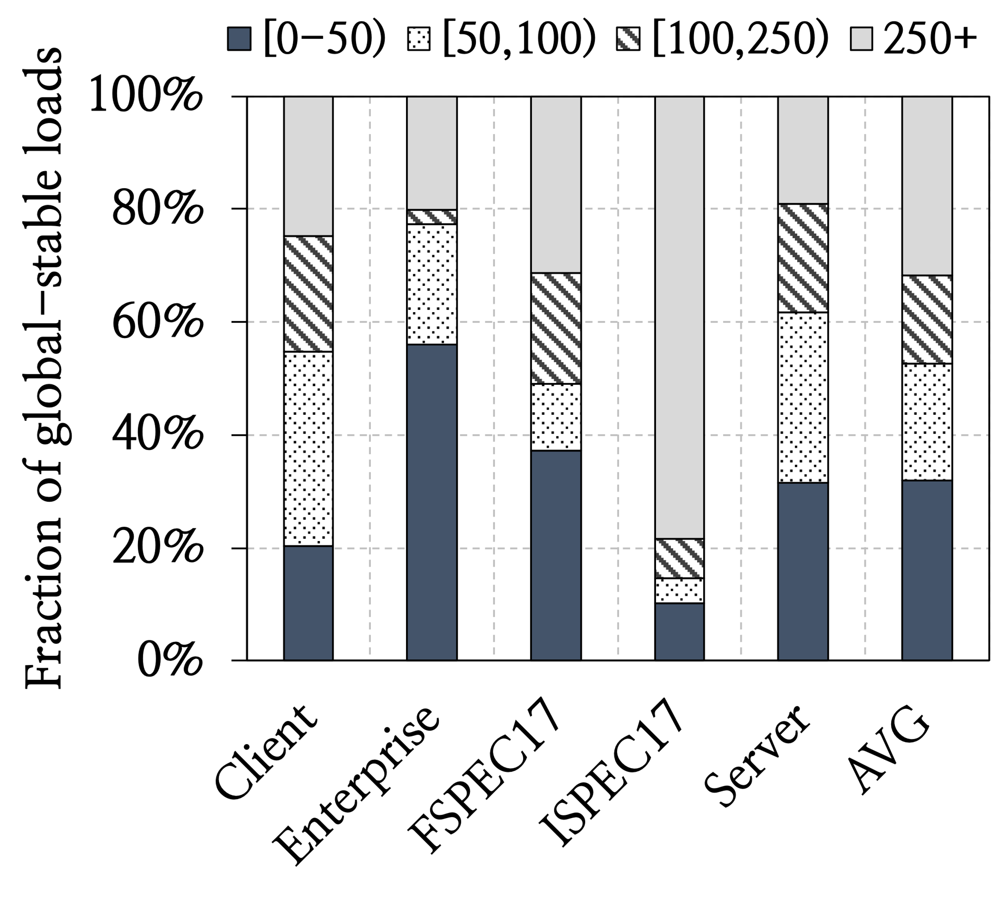 [0-50) [50,100) [100,250) 250+
Fraction of global-stable loads
100%
80%
60%
40%
20%
0%
Client
Enterprise
FSPEC17
ISPEC17
Server
AVG